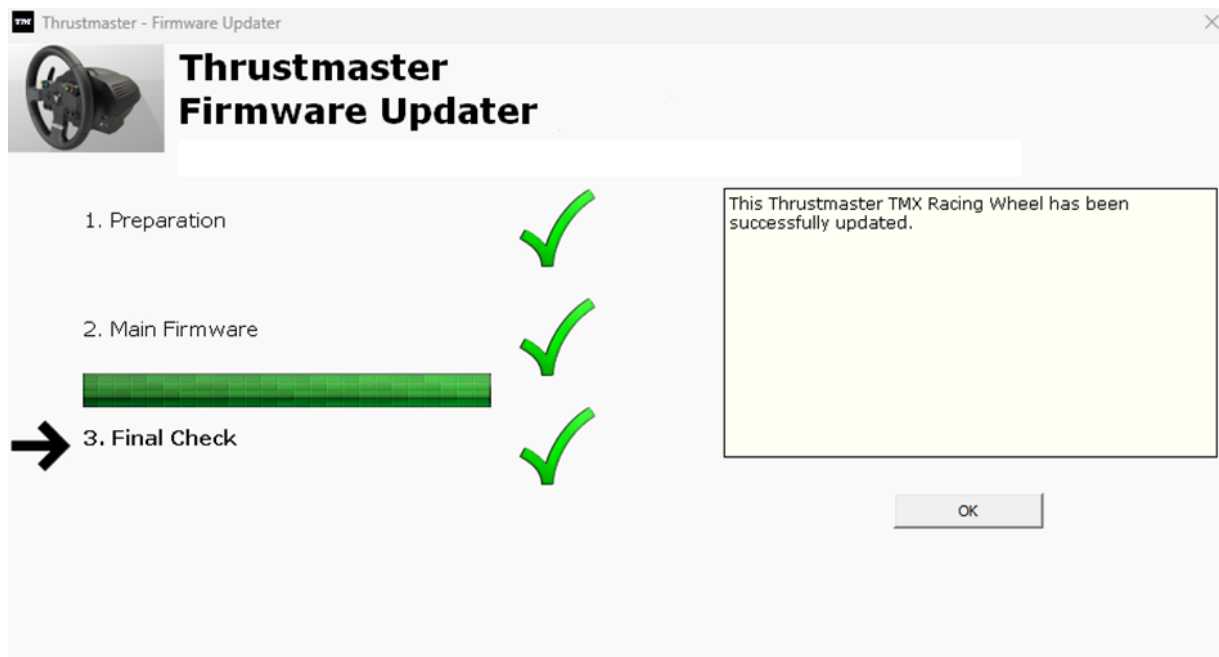 TM Thrustmaster - Firmware Updater
Thrustmaster
Firmware Updater
1. Preparation
2. Main Firmware
3. Final Check
This Thrustmaster TMX Racing Wheel has been
successfully updated.
OK